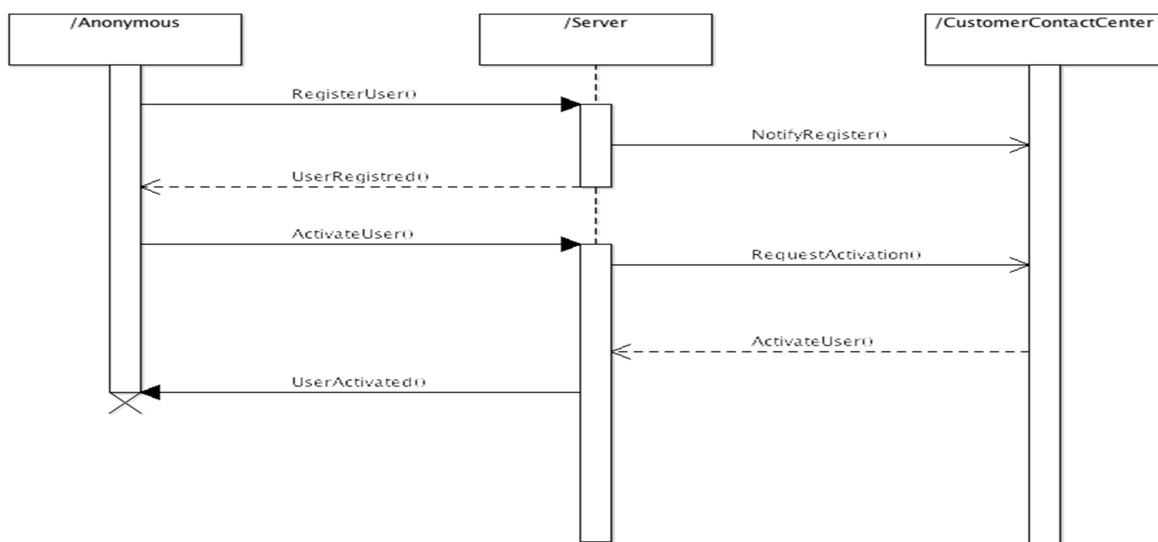 /Anonymous
/Server
/CustomerContactCenter
RegisterUser()
NotifyRegister()
UserRegistred()
ActivateUser()
RequestActivation()
ActivateUser()
UserActivated()